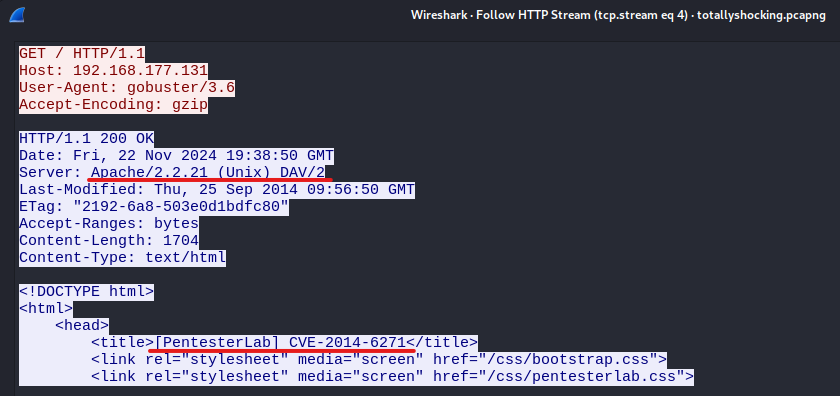 Wireshark · Follow HTTP Stream (tcp.stream eq 4) · totallyshocking.pcapng
GET / HTTP/1.1
Host: 192.168.177.131
User-Agent: gobuster/3.6
Accept-Encoding: gzip
HTTP/1.1 200 OK
Date: Fri, 22 Nov 2024 19:38:50 GMT
Server: Apache/2.2.21 (Unix) DAV/2
Last-Modified: Thu, 25 Sep 2014 09:56:50 GMT
ETag: "2192-6a8-503e0d1bdfc80"
Accept-Ranges: bytes
Content-Length: 1704
Content-Type: text/html
<!DOCTYPE html>
<html>
<head>
<title>[PentesterLab] CVE-2014-6271</title>
<link rel="stylesheet" media="screen" href="/css/bootstrap.css">
<link rel="stylesheet" media="screen" href="/css/pentesterlab.css">